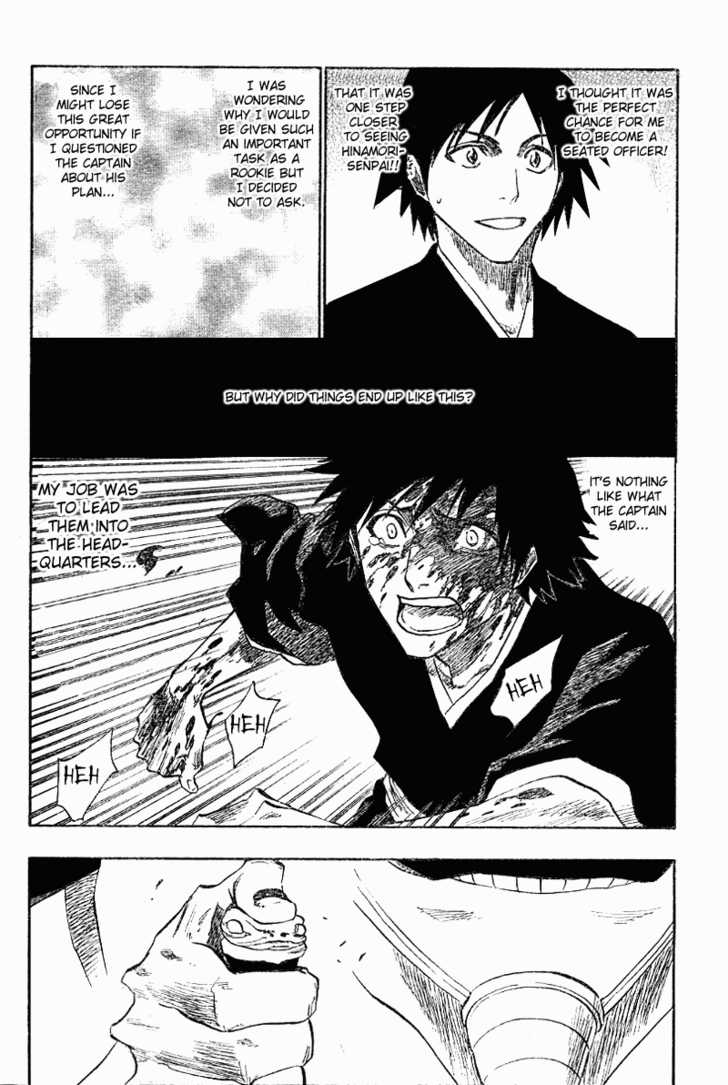 I THOUGHT IT WAS
THE PERFECT
CHANCE FOR ME
TO BECOME A
SEATED OFFICER!
THAT IT WAS
ONE STEP
CLOSER
TO SEEING
HINAMORI-
SENPAI!!
I WAS
WONDERING
WHY I WOULD
BE GIVEN SUCH
AN IMPORTANT
TASK AS A
ROOKIE BUT
I DECIDED
NOT TO ASK.
SINCE I
MIGHT LOSE
THIS GREAT
OPPORTUNITY IF
I QUESTIONED
THE CAPTAIN
ABOUT HIS
PLAN...
BUT WHY DID THINGS END UP LIKE THIS?
IT'S NOTHING
LIKE WHAT
THE CAPTAIN
SAID...
MY JOB WAS
TO LEAD
THEM INTO
THE HEAD-
QUARTERS...
HEH
HEH
HEH